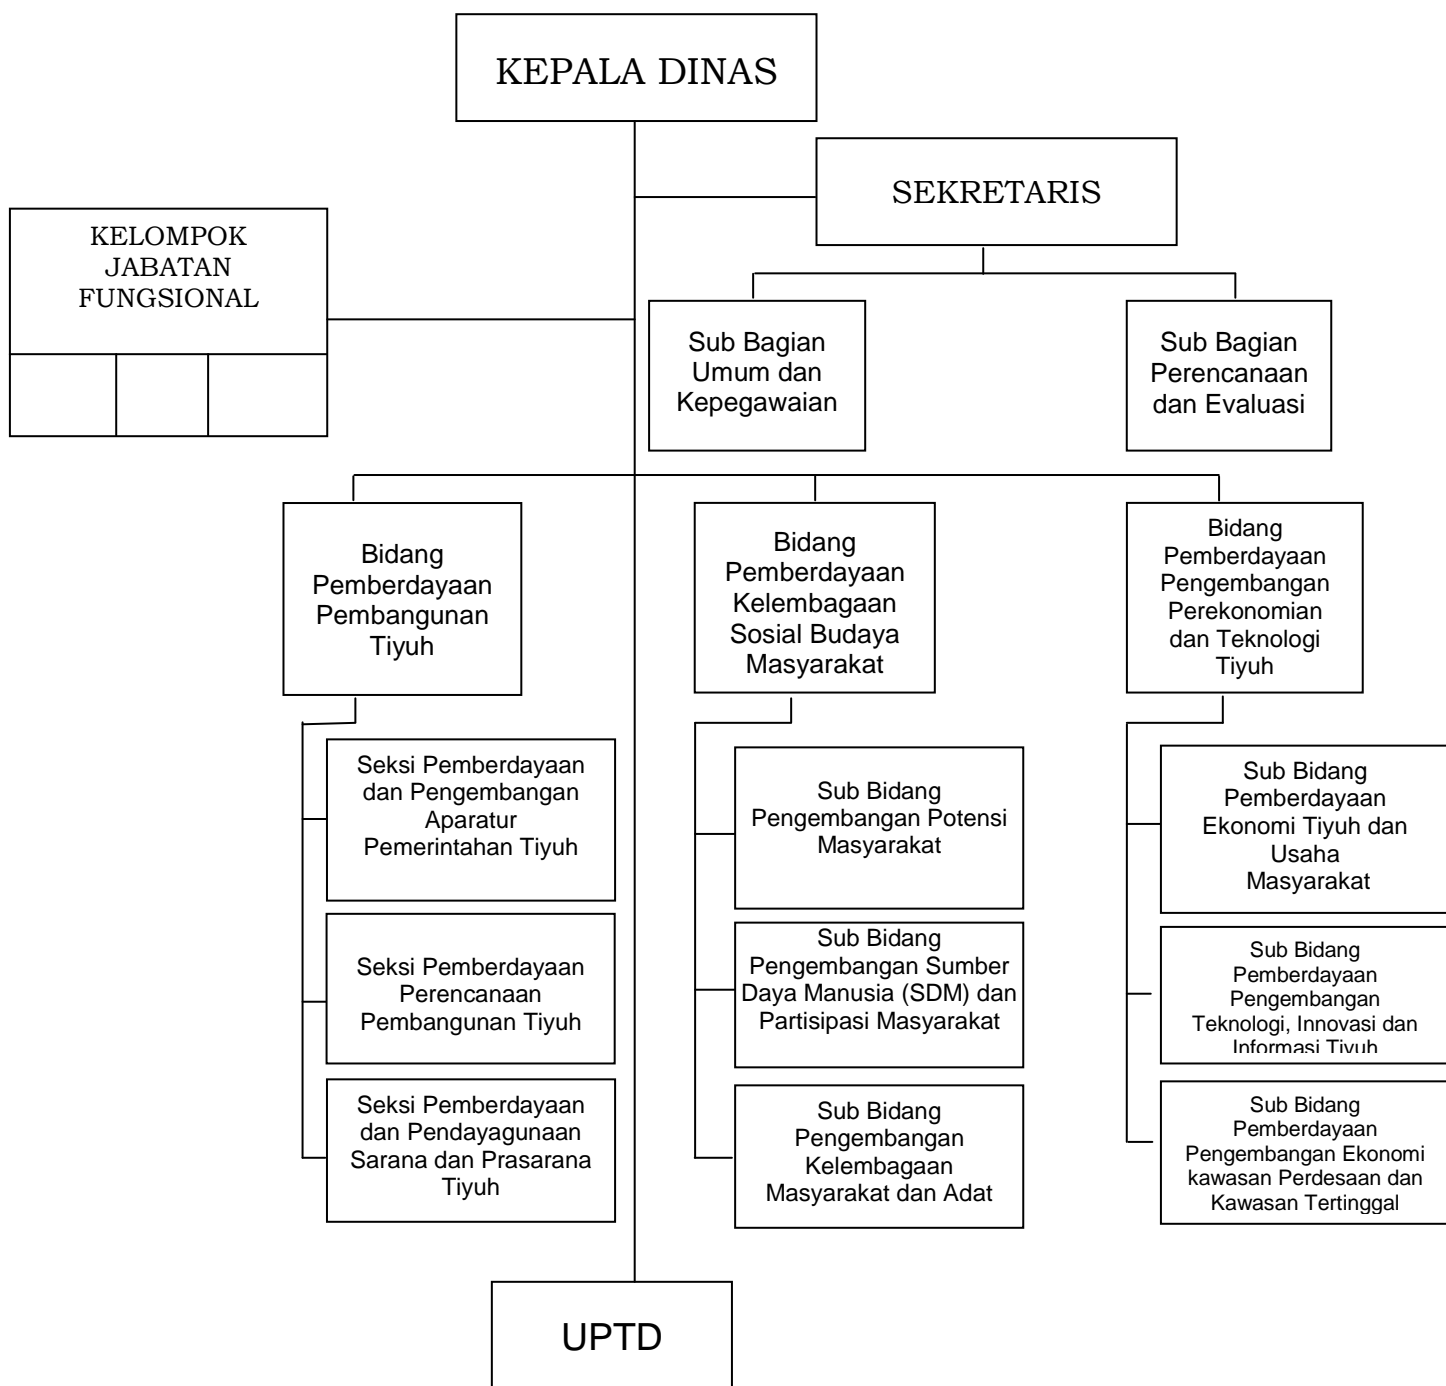 KEPALA DINAS
SEKRETARIS
KELOMPOK
JABATAN
FUNGSIONAL
Sub Bagian
Umum dan
Kepegawaian
Sub Bagian
Perencanaan
dan Evaluasi
Bidang
Pemberdayaan
Pembangunan
Tiyuh
Bidang
Pemberdayaan
Kelembagaan
Sosial Budaya
Masyarakat
Bidang
Pemberdayaan
Pengembangan
Perekonomian
dan Teknologi
Tiyuh
Seksi Pemberdayaan
dan Pengembangan
Aparatur
Pemerintahan Tiyuh
Seksi Pemberdayaan
Perencanaan
Pembangunan Tiyuh
Seksi Pemberdayaan
dan Pendayagunaan
Sarana dan Prasarana
Tiyuh
Sub Bidang
Pengembangan Potensi
Masyarakat
Sub Bidang
Pengembangan Sumber
Daya Manusia (SDM) dan
Partisipasi Masyarakat
Sub Bidang
Pengembangan
Kelembagaan
Masyarakat dan Adat
Sub Bidang
Pemberdayaan
Ekonomi Tiyuh dan
Usaha
Masyarakat
Sub Bidang
Pemberdayaan
Pengembangan
Teknologi, Innovasi dan
Informasi Tiyuh
Sub Bidang
Pemberdayaan
Pengembangan Ekonomi
kawasan Perdesaan dan
Kawasan Tertinggal
UPTD